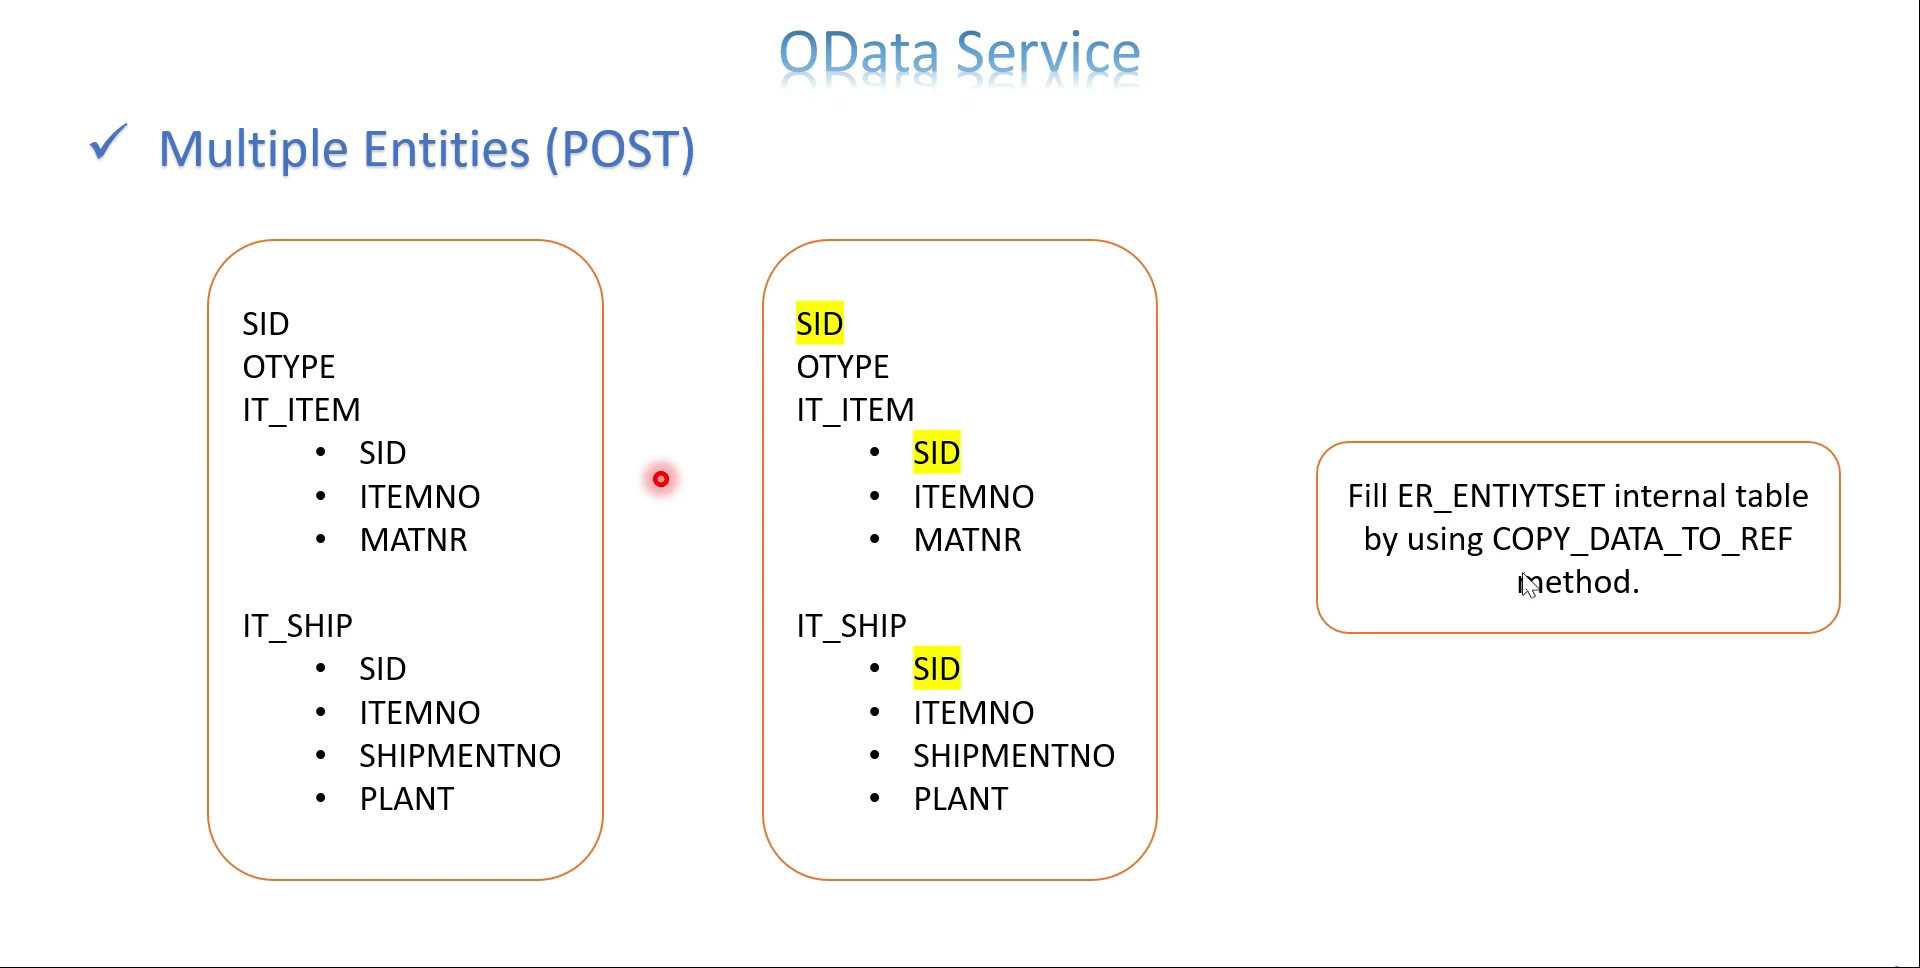 OData Service
✓ Multiple Entities (POST)
SID
OTYPE
IT_ITEM
• SID
• ITEMNO
• MATNR
IT_SHIP
• SID
• ITEMNO
• SHIPMENTNO
• PLANT
SID
OTYPE
IT_ITEM
• SID
• ITEMNO
• MATNR
IT_SHIP
• SID
• ITEMNO
• SHIPMENTNO
• PLANT
Fill ER_ENTIYTSET internal table
by using COPY_DATA_TO_REF
method.